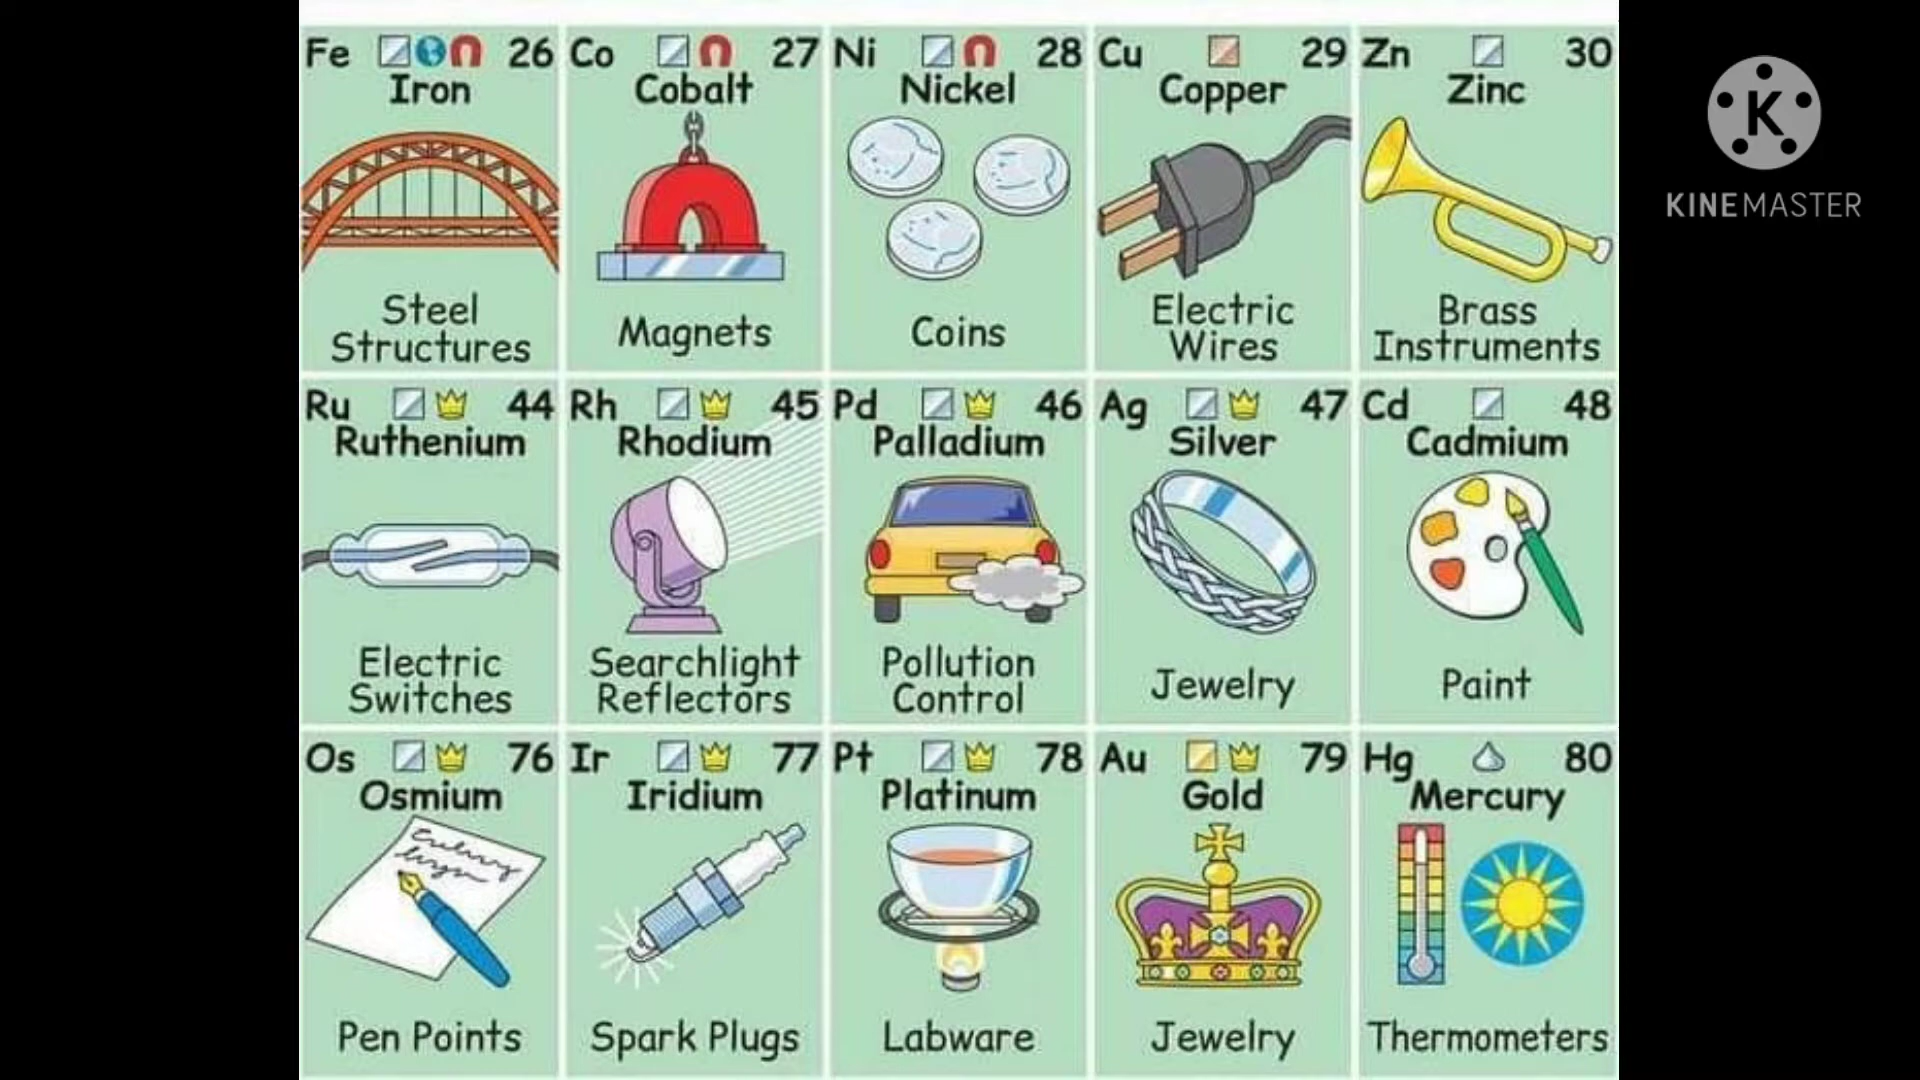 Fe 26
Iron
Steel
Structures
Co 27
Cobalt
Magnets
Ni 28
Nickel
Coins
Cu 29
Copper
Electric
Wires
Zn 30
Zinc
Brass
Instruments
Ru 44
Ruthenium
Electric
Switches
Rh 45
Rhodium
Searchlight
Reflectors
Pd 46
Palladium
Pollution
Control
Ag 47
Silver
Jewelry
Cd 48
Cadmium
Paint
Os 76
Osmium
Pen Points
Ir 77
Iridium
Spark Plugs
Pt 78
Platinum
Labware
Au 79
Gold
Jewelry
Hg 80
Mercury
Thermometers
K
KINEMASTER